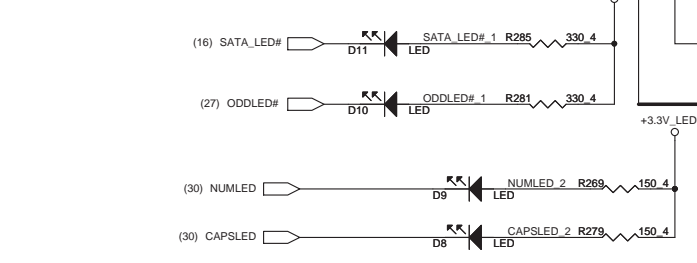 (16) SATA_LED# D11 LED SATA_LED#_1 R285 330_4
(27) ODDLED# D10 LED ODDLED#_1 R281 330_4
+3.3V_LED
(30) NUMLED D9 LED NUMLED_2 R269 150_4
(30) CAPSLED D8 LED CAPSLED_2 R279 150_4